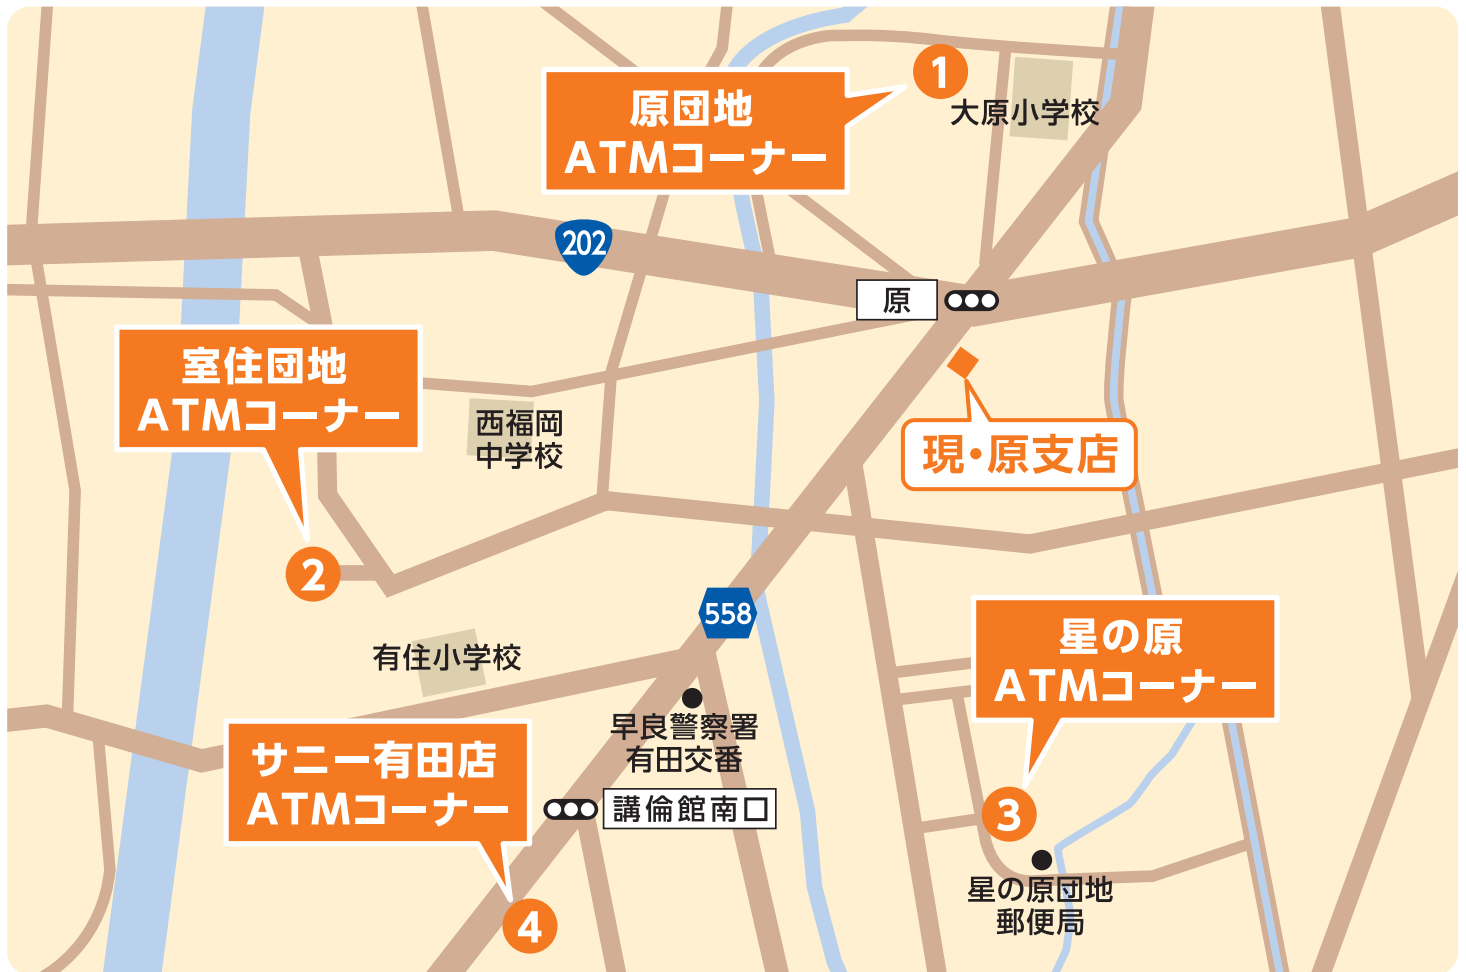 1
原団地
ATMコーナー
大原小学校
202
原
室住団地
ATMコーナー
西福岡
中学校
現・原支店
2
558
星の原
ATMコーナー
有住小学校
早良警察署
有田交番
サニー有田店
ATMコーナー
講倫館南口
3
星の原団地
郵便局
4